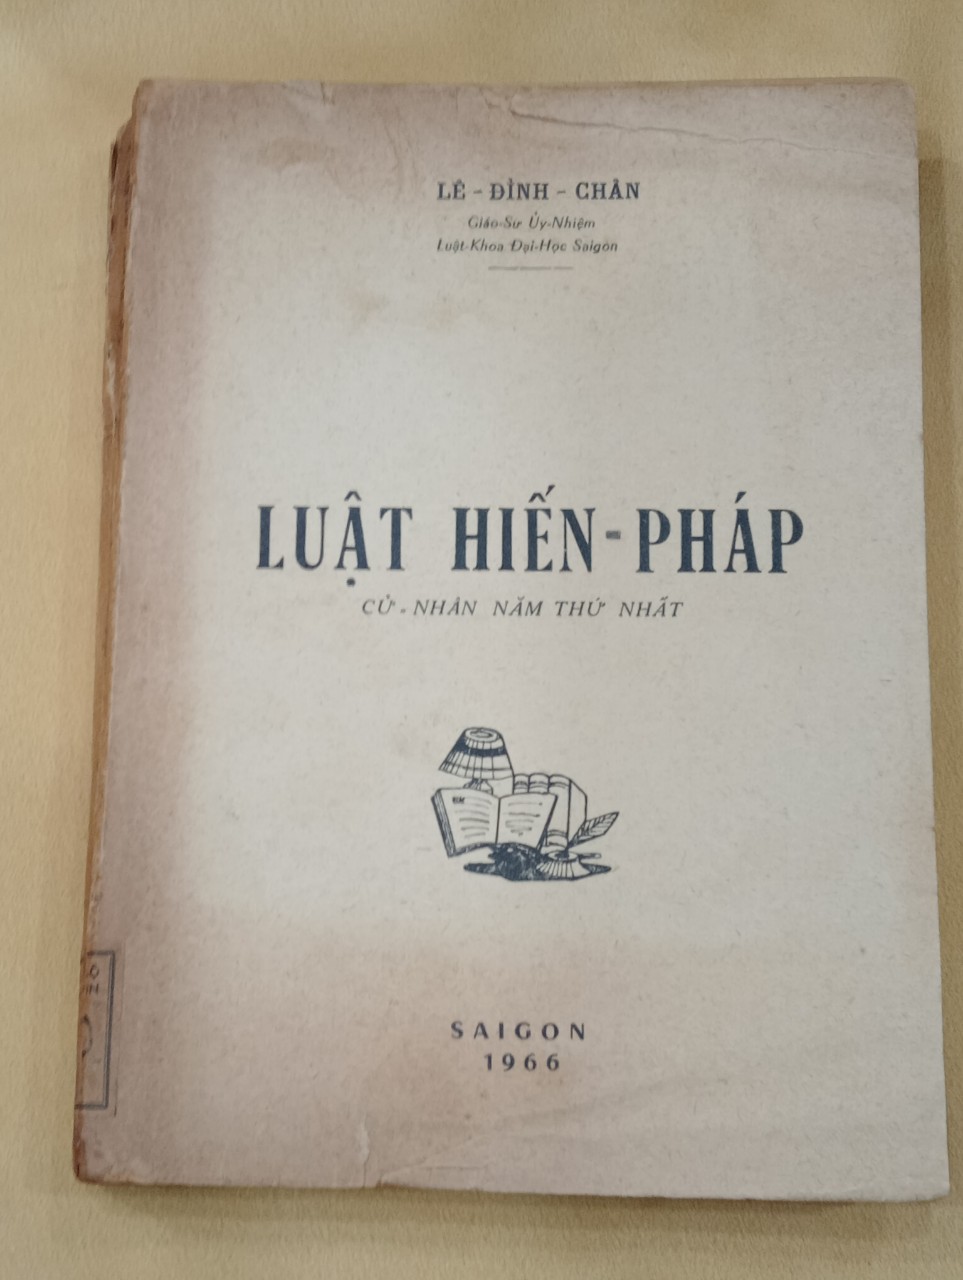 LÊ - ĐÌNH - CHÂN
Giáo-Sư Ủy-Nhiệm
Luật-Khoa Đại-Học Saigon
LUẬT HIẾN-PHÁP
CỬ-NHÂN NĂM THỨ NHẤT
SAIGON
1966